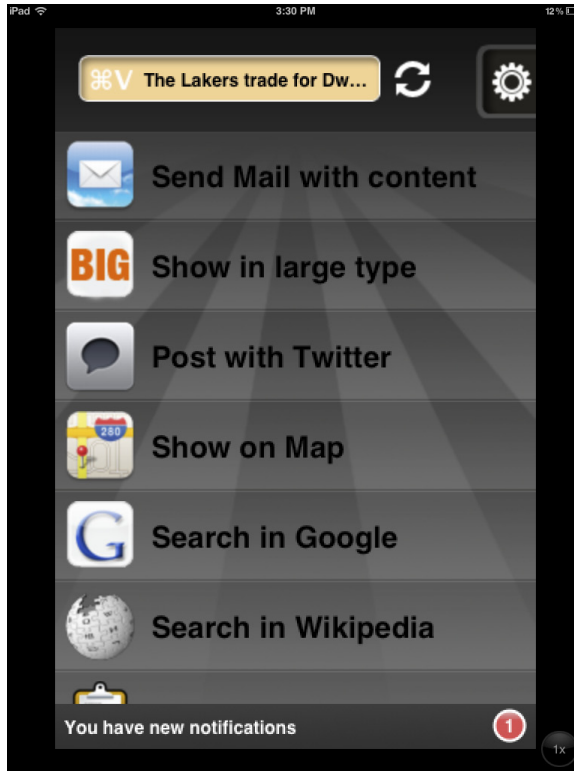 iPad 3:30 PM 12%
⌘V The Lakers trade for Dw...
Send Mail with content
BIG Show in large type
Post with Twitter
280
Show on Map
G Search in Google
Search in Wikipedia
You have new notifications 1
1x